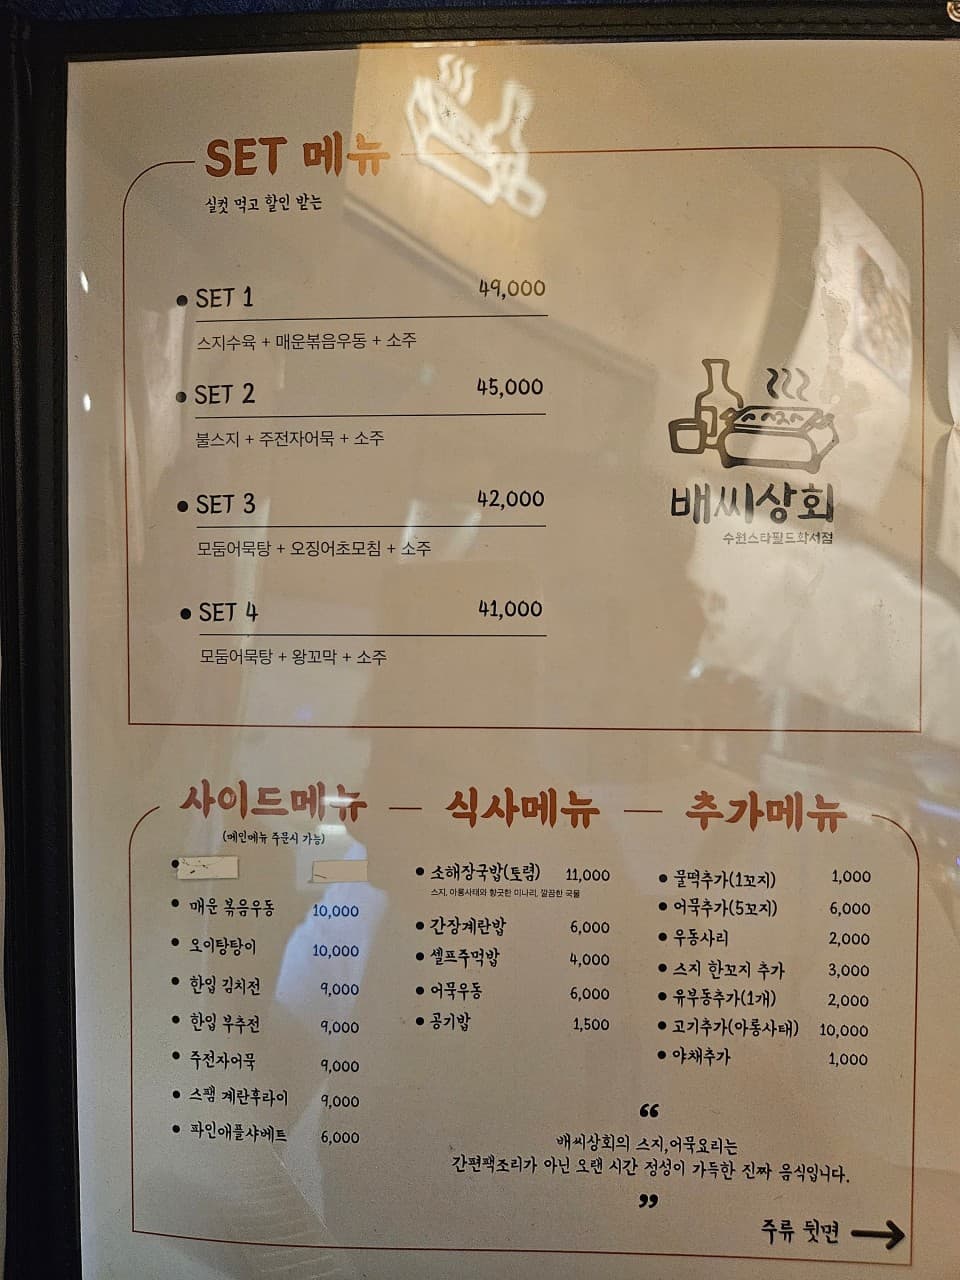 SET 메뉴
실컷 먹고 할인 받는
SET 1 49,000
스지수육 + 매운볶음우동 + 소주
SET 2 45,000
불스지 + 주전자어묵 + 소주
SET 3 42,000
모둠어묵탕 + 오징어초모침 + 소주
SET 4 41,000
모둠어묵탕 + 왕꼬막 + 소주
배씨상회
수원스타필드화서점
사이드메뉴
(메인메뉴 주문시 가능)
매운 볶음우동 10,000
오이탕탕이 10,000
한입 김치전 9,000
한입 부추전 9,000
주전자어묵 9,000
스팸 계란후라이 9,000
파인애플샤베트 6,000
식사메뉴
소해장국밥(토렴) 11,000
스지, 아롱사태와 향긋한 미나리, 깔끔한 국물
간장계란밥 6,000
셀프주먹밥 4,000
어묵우동 6,000
공기밥 1,500
추가메뉴
물떡추가(1꼬지) 1,000
어묵추가(5꼬지) 6,000
우동사리 2,000
스지 한꼬지 추가 3,000
유부동추가(1개) 2,000
고기추가(아롱사태) 10,000
야채추가 1,000
“
배씨상회의 스지,어묵요리는
간편팩조리가 아닌 오랜 시간 정성이 가득한 진짜 음식입니다.
”
주류 뒷면 →